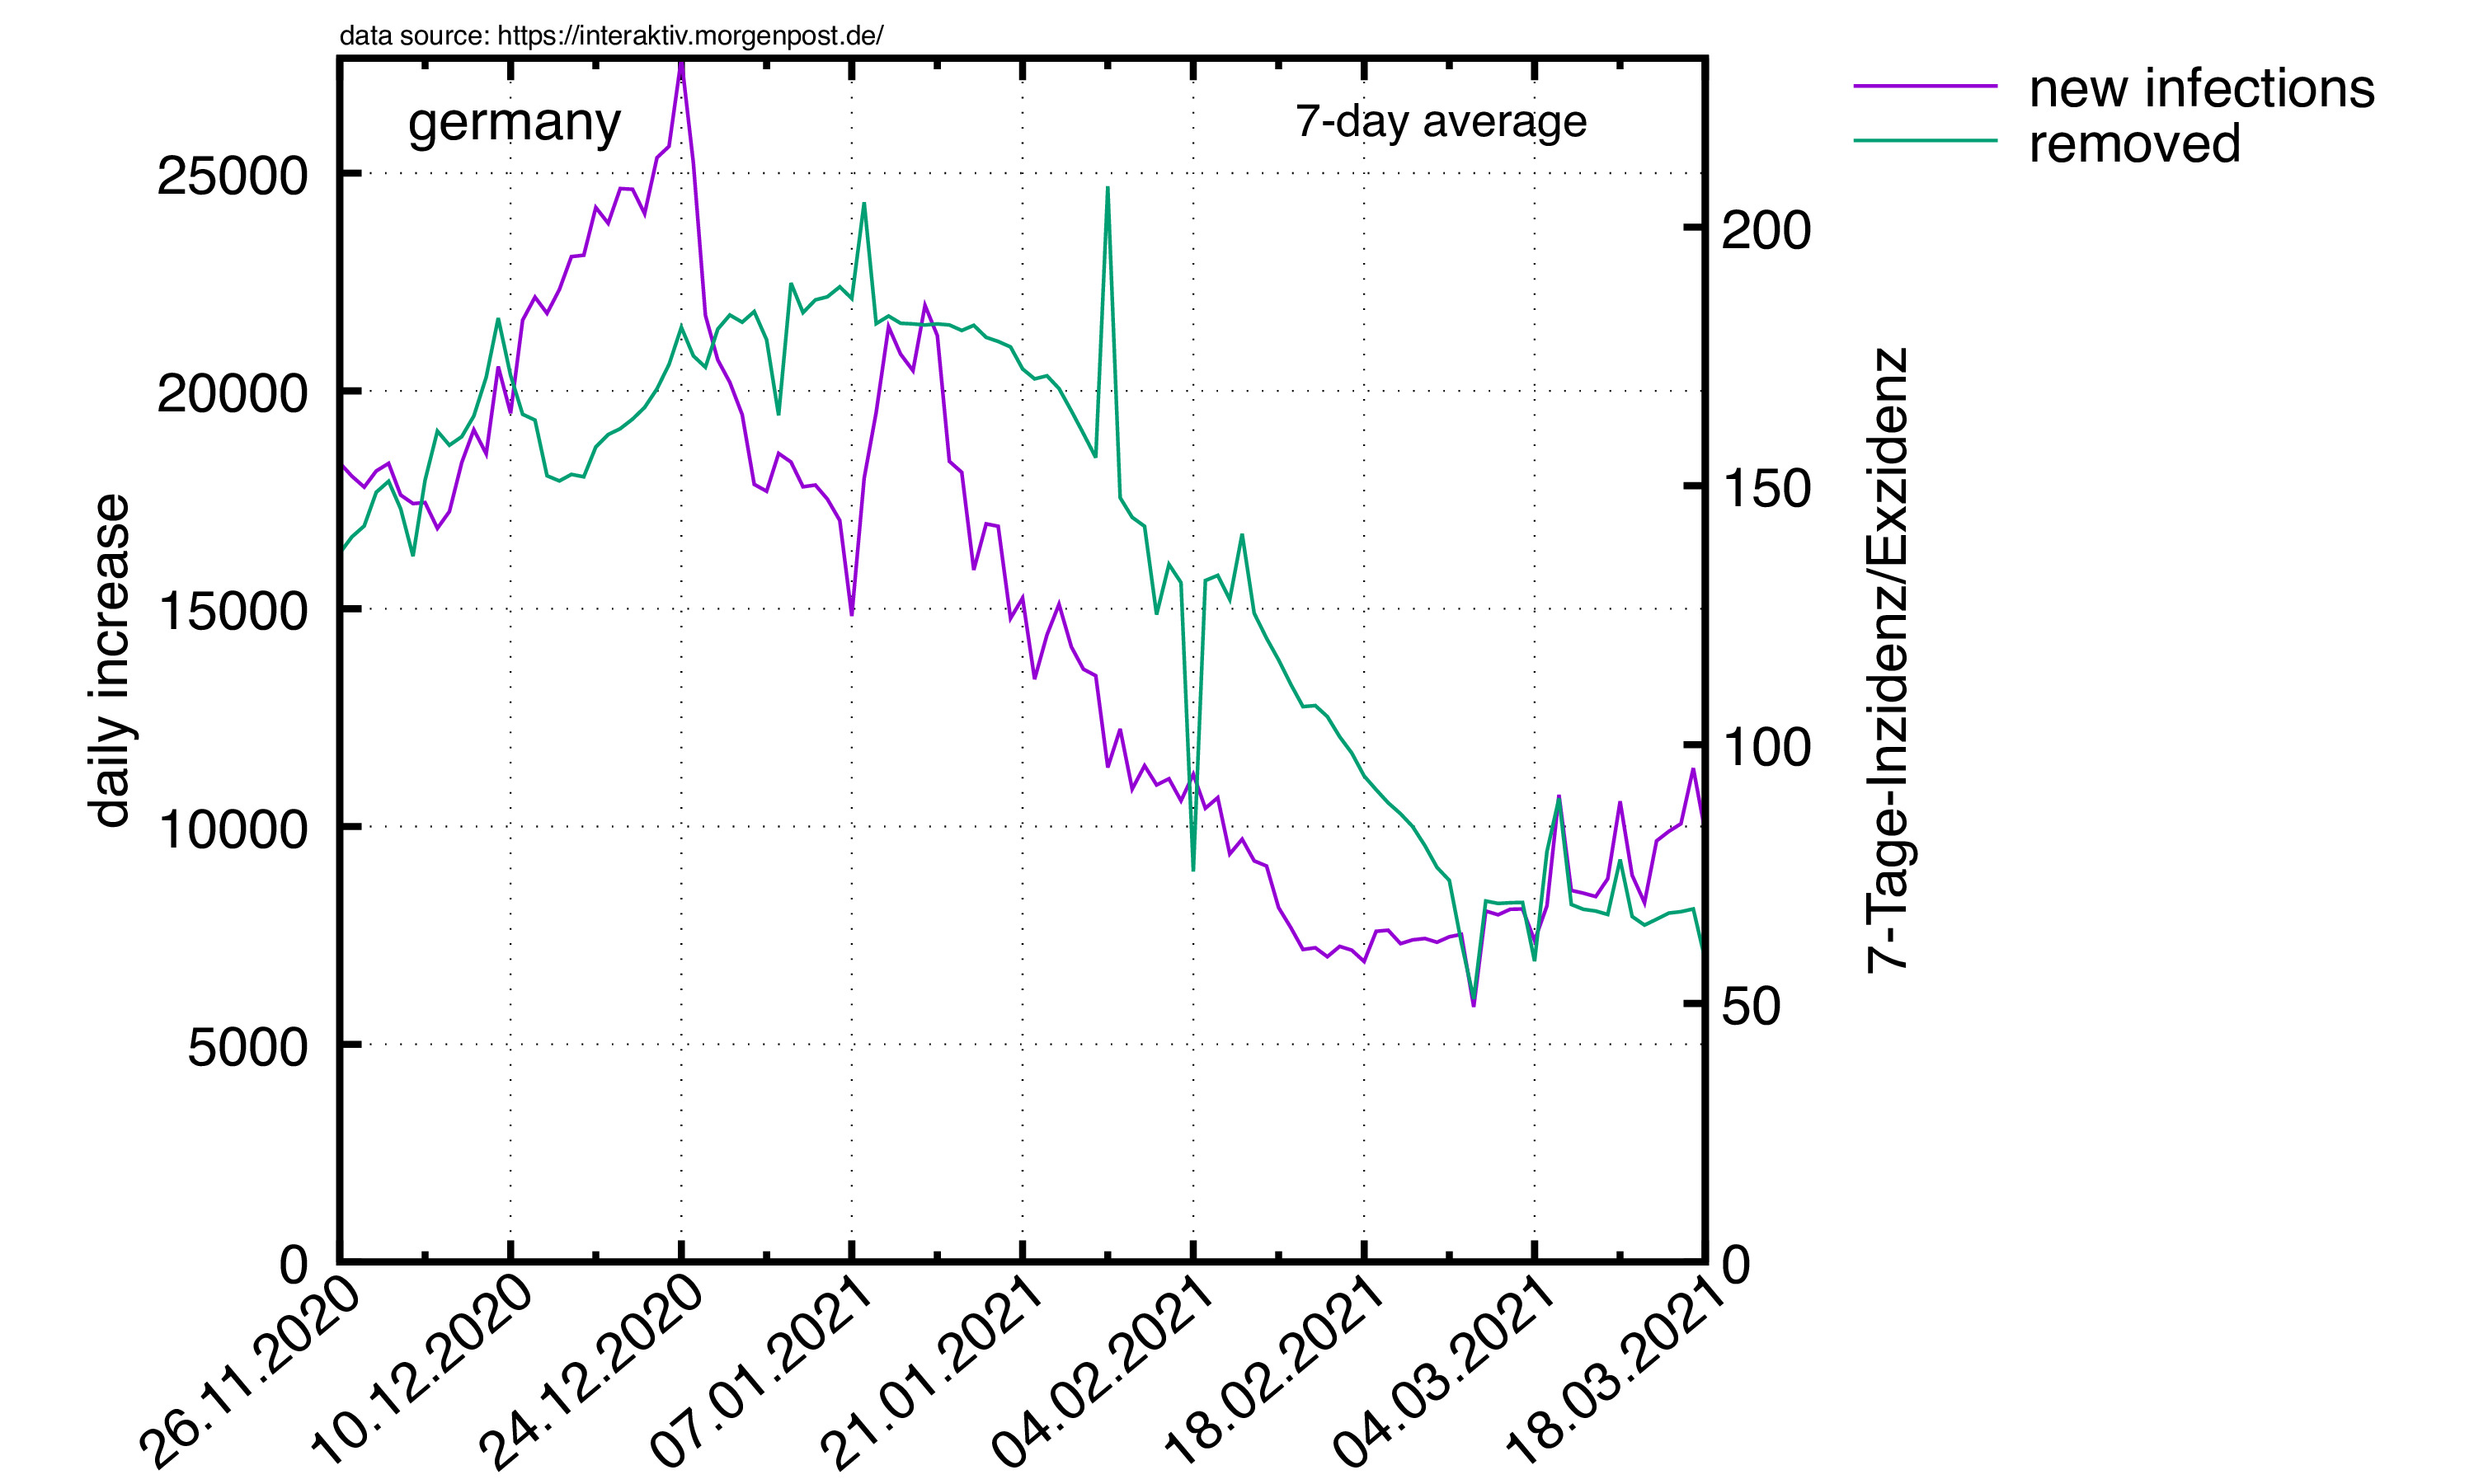 data source: https://interaktiv.morgenpost.de/
germany
7-day average
new infections
removed
daily increase
25000
20000
15000
10000
5000
0
200
150
100
50
0
7-Tage-Inzidenz/Exzidenz
26.11.2020
10.12.2020
24.12.2020
07.01.2021
21.01.2021
04.02.2021
18.02.2021
04.03.2021
18.03.2021